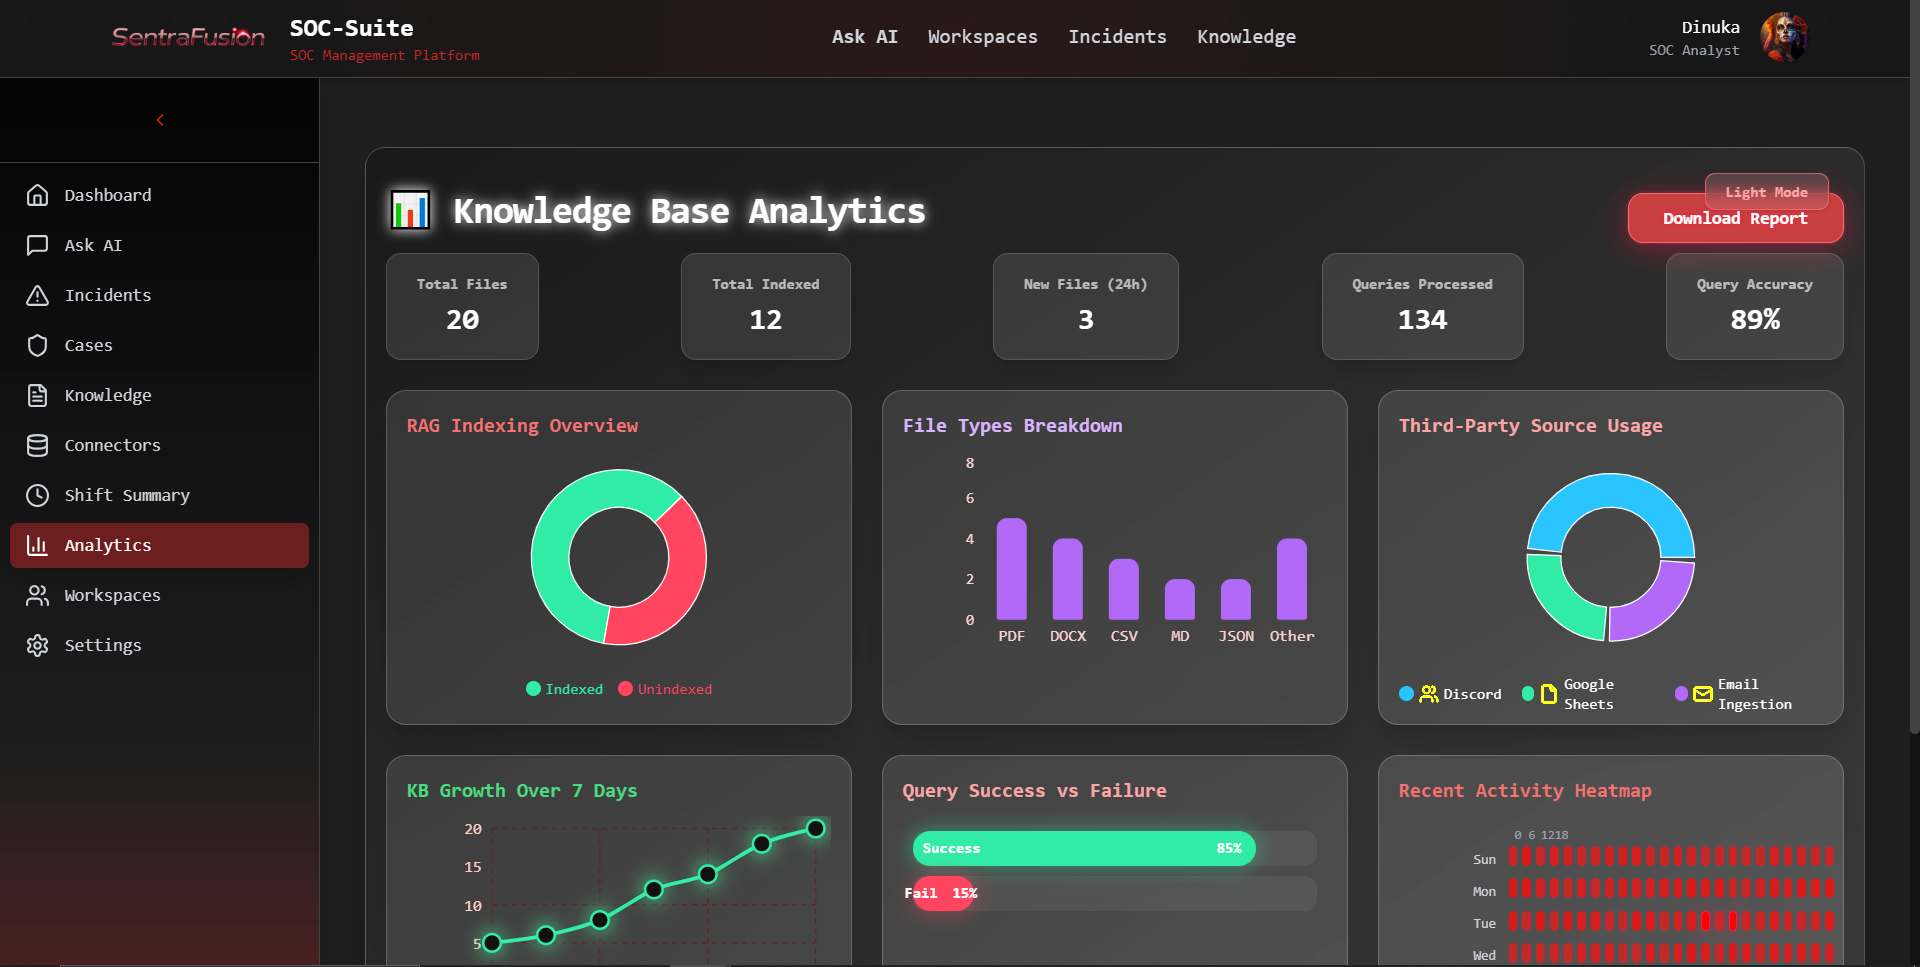 SentraFusion
SOC-Suite
SOC Management Platform
Ask AI Workspaces Incidents Knowledge
Dinuka
SOC Analyst
Dashboard
Ask AI
Incidents
Cases
Knowledge
Connectors
Shift Summary
Analytics
Workspaces
Settings
Knowledge Base Analytics
Light Mode
Download Report
Total Files
20
Total Indexed
12
New Files (24h)
3
Queries Processed
134
Query Accuracy
89%
RAG Indexing Overview
Indexed Unindexed
File Types Breakdown
8
6
4
2
0
PDF DOCX CSV MD JSON Other
Third-Party Source Usage
Discord
Google
Sheets
Email
Ingestion
KB Growth Over 7 Days
20
15
10
5
Query Success vs Failure
Success 85%
Fail 15%
Recent Activity Heatmap
0 6 1218
Sun
Mon
Tue
Wed